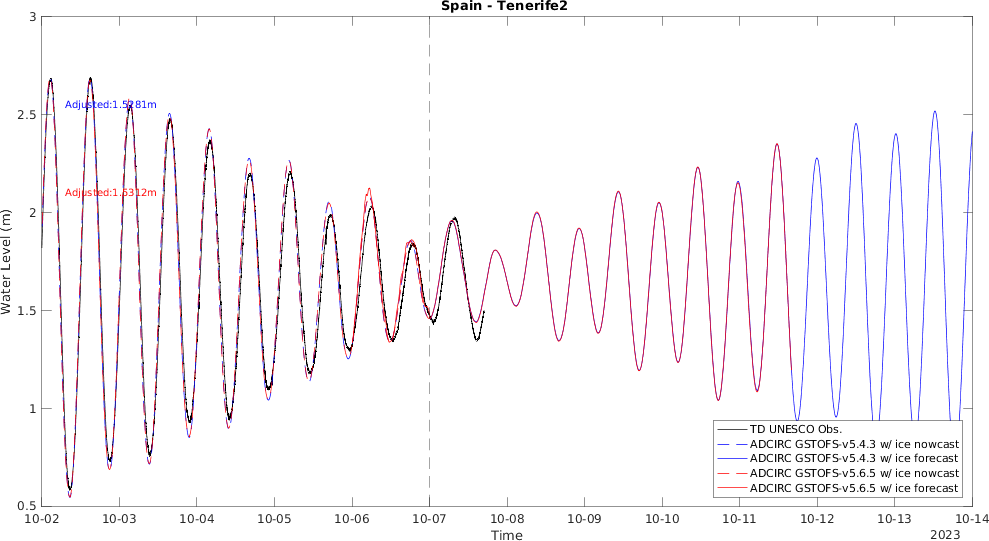 Spain - Tenerife2
Water Level (m)
3
2.5
2
1.5
1
0.5
Adjusted:1.5281m
Adjusted:1.5312m
TD UNESCO Obs.
ADCIRC GSTOFS-v5.4.3 w/ ice nowcast
ADCIRC GSTOFS-v5.4.3 w/ ice forecast
ADCIRC GSTOFS-v5.6.5 w/ ice nowcast
ADCIRC GSTOFS-v5.6.5 w/ ice forecast
10-02 10-03 10-04 10-05 10-06 10-07 10-08 10-09 10-10 10-11 10-12 10-13 10-14
Time
2023